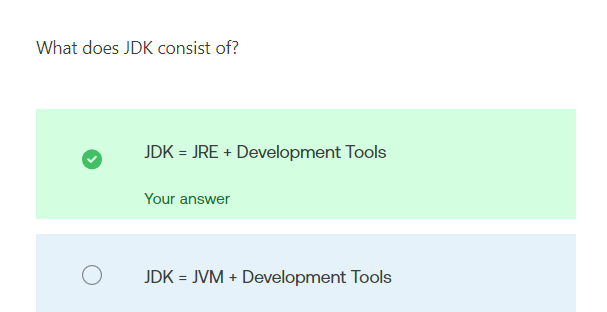 What does JDK consist of?
JDK = JRE + Development Tools
Your answer
JDK = JVM + Development Tools